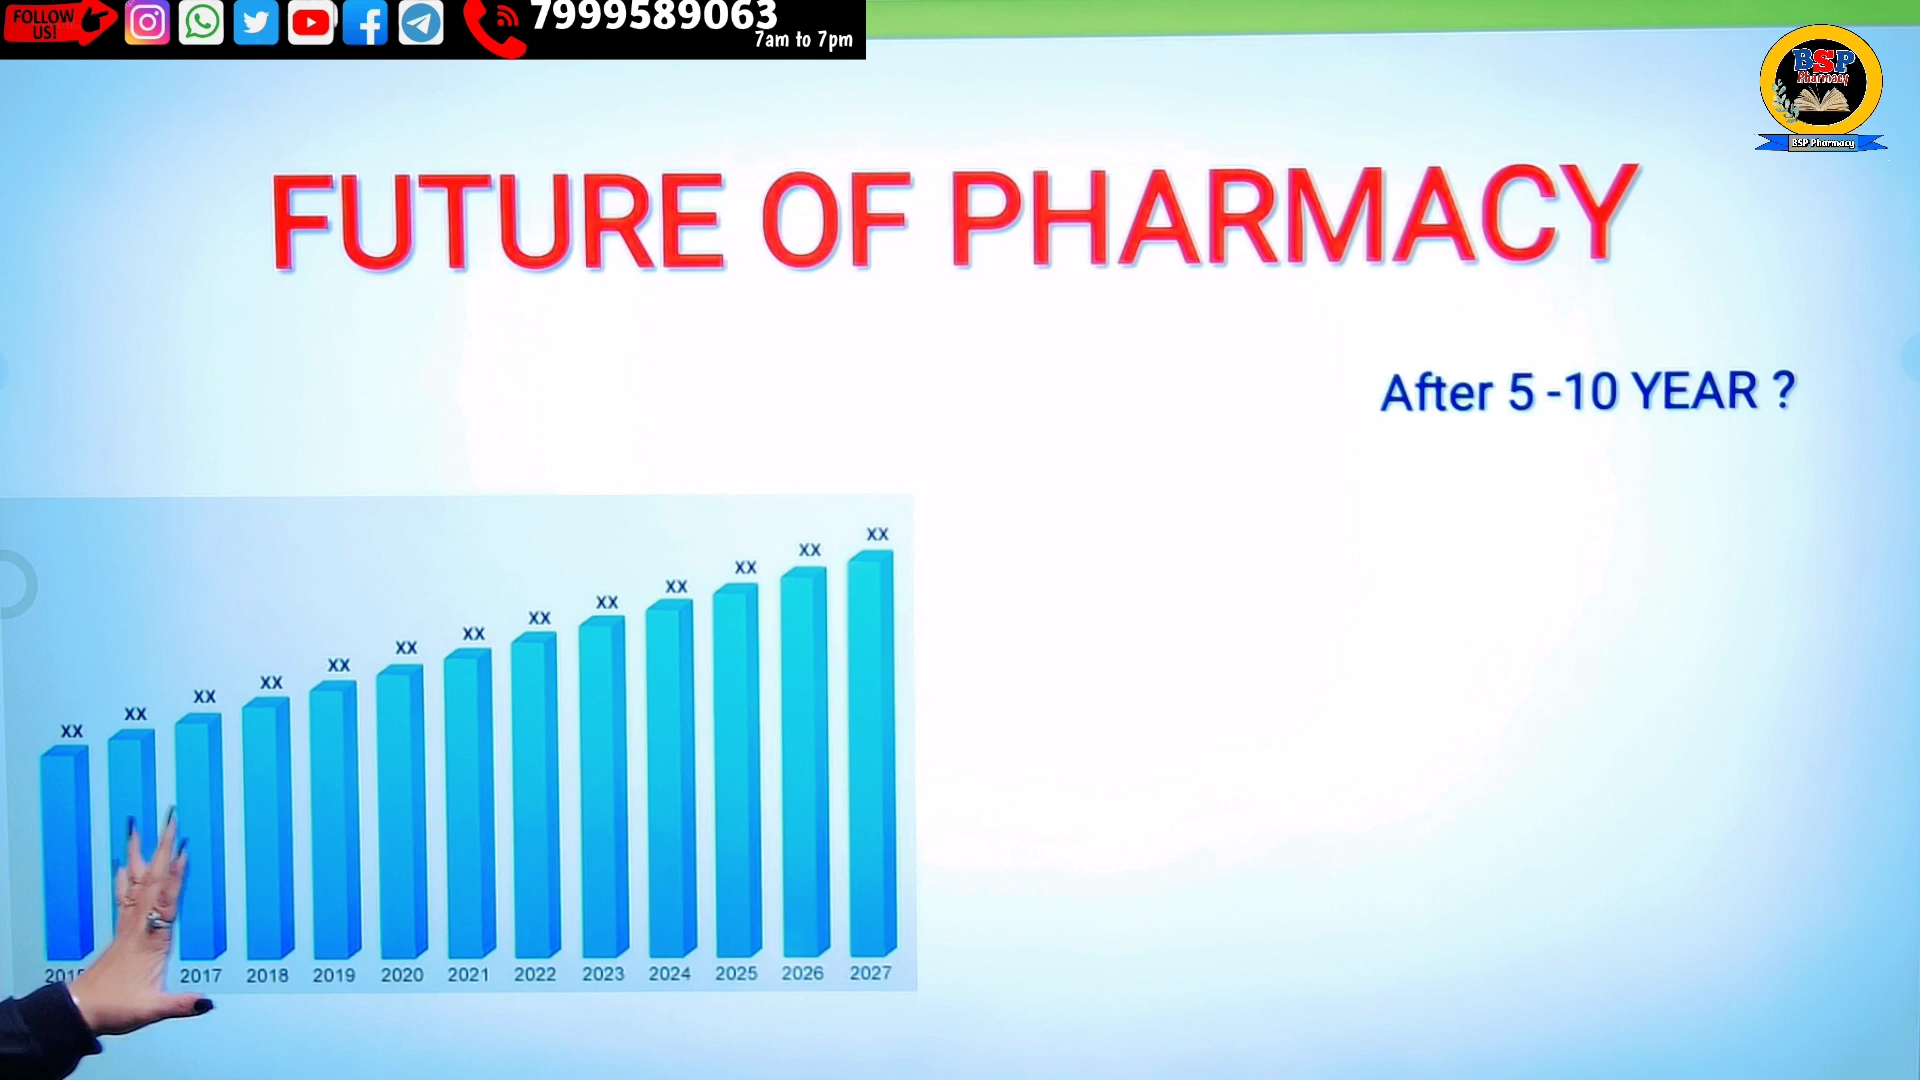 FOLLOW
US!
7999589063
7am to 7pm
BSP
Pharmacy
BSP Pharmacy
FUTURE OF PHARMACY
After 5 -10 YEAR ?
XX XX XX XX XX XX XX XX XX XX XX XX XX
2017 2018 2019 2020 2021 2022 2023 2024 2025 2026 2027